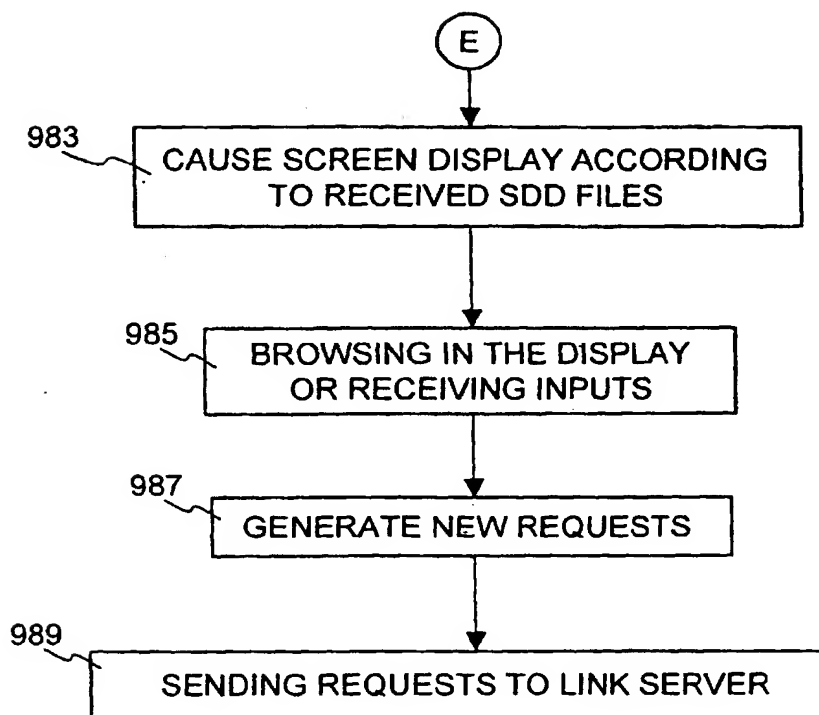 E
983
CAUSE SCREEN DISPLAY ACCORDING
TO RECEIVED SDD FILES
985
BROWSING IN THE DISPLAY
OR RECEIVING INPUTS
987
GENERATE NEW REQUESTS
989
SENDING REQUESTS TO LINK SERVER